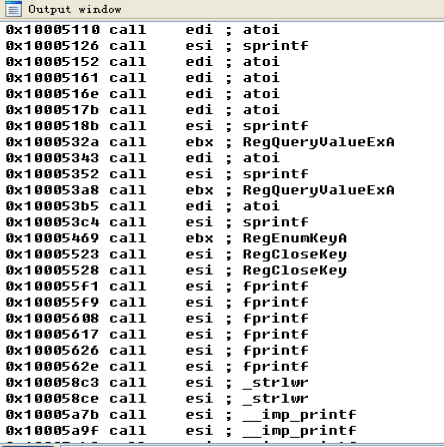 Output window
0x10005110 call edi ; atoi
0x10005126 call esi ; sprintf
0x10005152 call edi ; atoi
0x10005161 call edi ; atoi
0x1000516e call edi ; atoi
0x1000517b call edi ; atoi
0x1000518b call esi ; sprintf
0x1000532a call ebx ; RegQueryValueExA
0x10005343 call edi ; atoi
0x10005352 call esi ; sprintf
0x100053a8 call ebx ; RegQueryValueExA
0x100053b5 call edi ; atoi
0x100053c4 call esi ; sprintf
0x10005469 call ebx ; RegEnumKeyA
0x10005523 call esi ; RegCloseKey
0x10005528 call esi ; RegCloseKey
0x100055f1 call esi ; fprintf
0x100055f9 call esi ; fprintf
0x10005608 call esi ; fprintf
0x10005617 call esi ; fprintf
0x10005626 call esi ; fprintf
0x1000562e call esi ; fprintf
0x100058c3 call esi ; _strlwr
0x100058ce call esi ; _strlwr
0x10005a7b call esi ; __imp_printf
0x10005a9f call esi ; __imp_printf